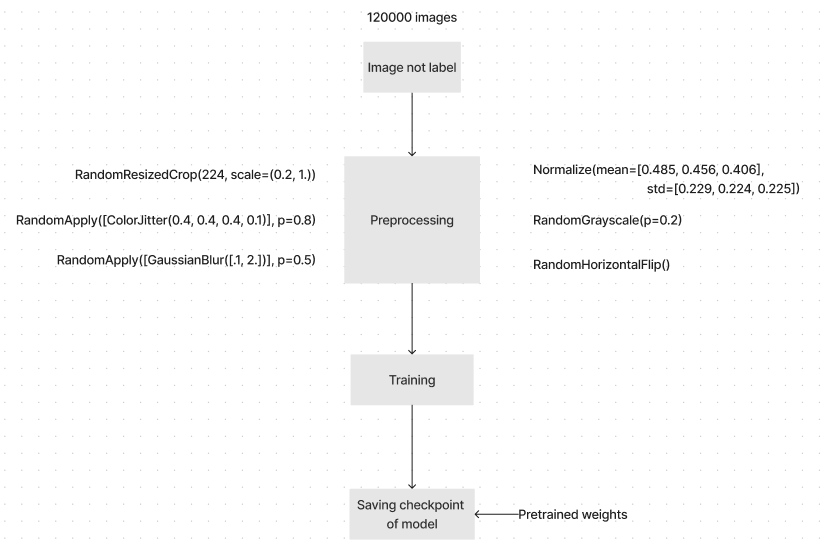 120000 images
Image not label
RandomResizedCrop(224, scale=(0.2, 1.))
RandomApply([ColorJitter(0.4, 0.4, 0.4, 0.1)], p=0.8)
RandomApply([GaussianBlur([.1, 2.])], p=0.5)
Preprocessing
Normalize(mean=[0.485, 0.456, 0.406],
std=[0.229, 0.224, 0.225])
RandomGrayscale(p=0.2)
RandomHorizontalFlip()
Training
Saving checkpoint
of model
Pretrained weights